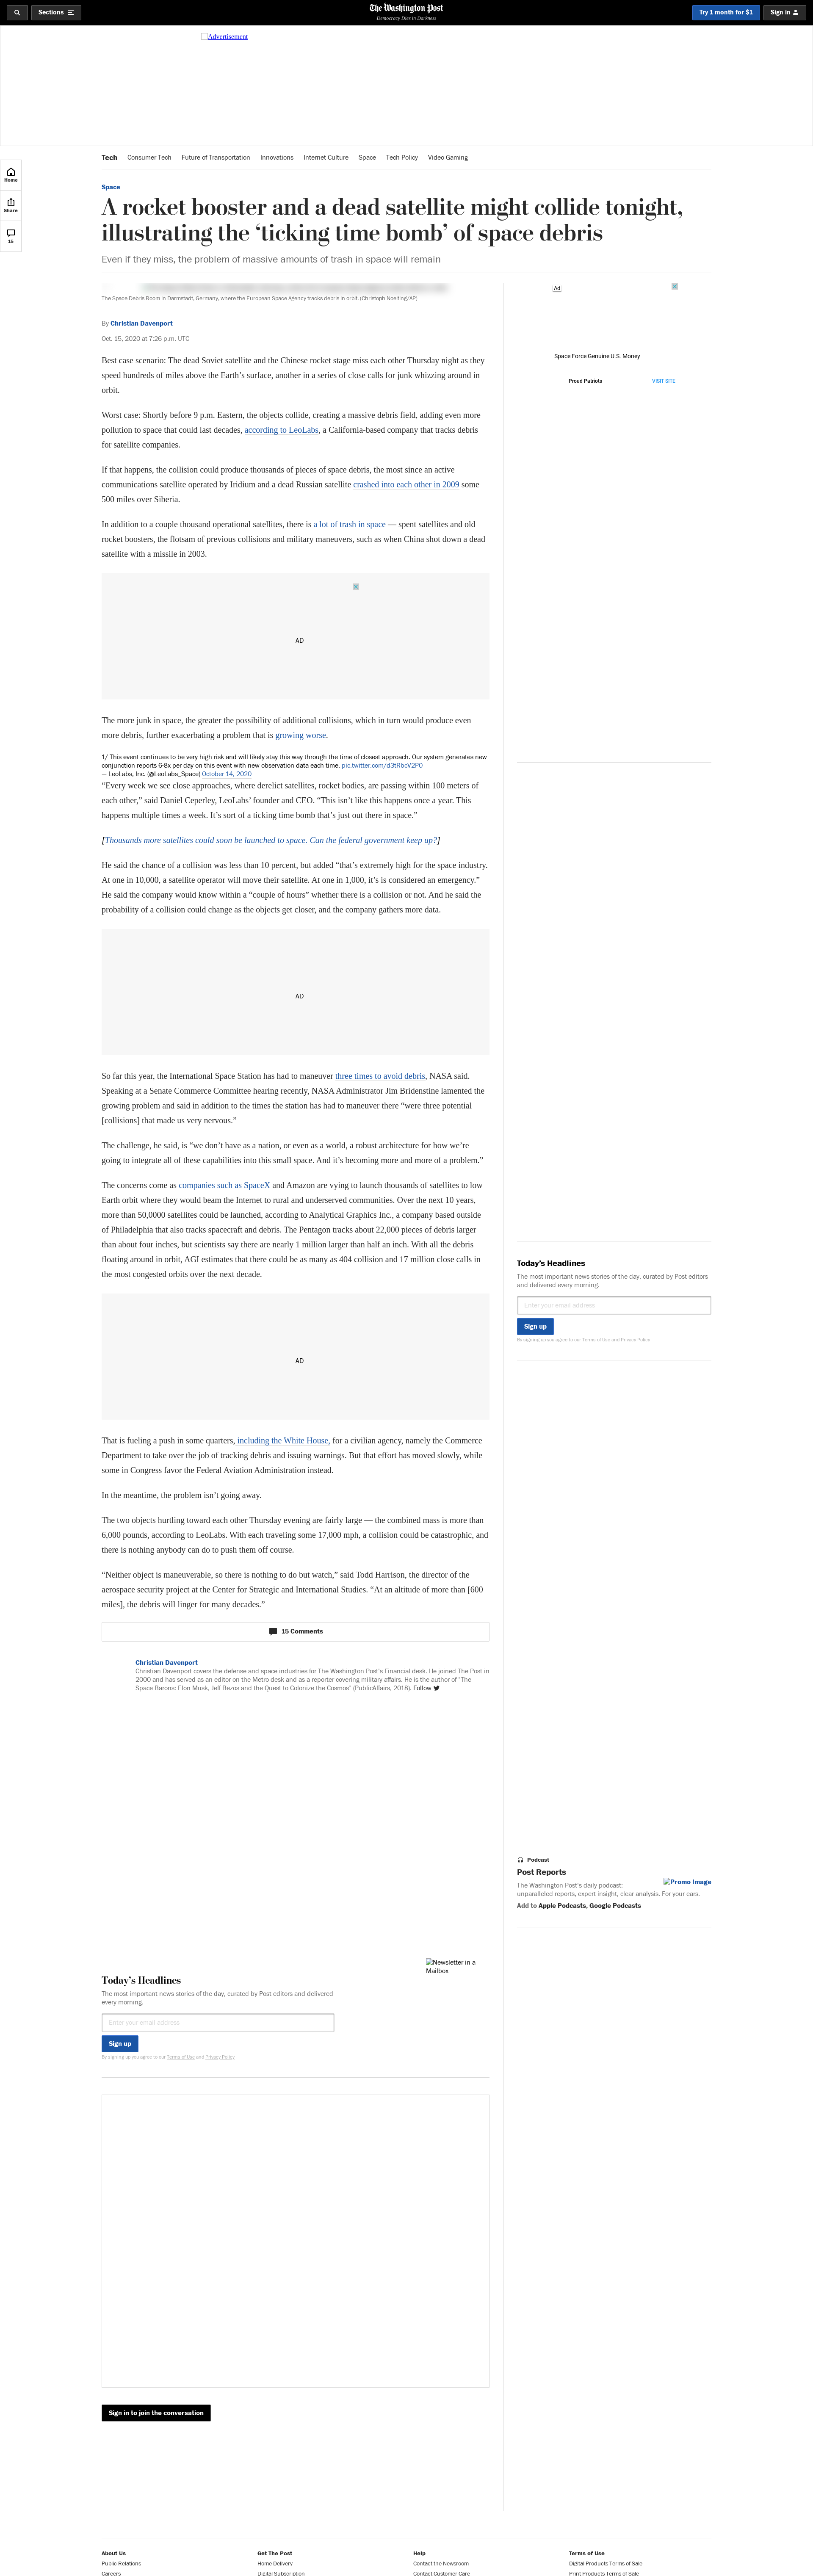 Sections
The Washington Post
Democracy Dies in Darkness
Try 1 month for $1
Sign in
Advertisement
Home
Share
15
Tech
Consumer Tech
Future of Transportation
Innovations
Internet Culture
Space
Tech Policy
Video Gaming
Space
A rocket booster and a dead satellite might collide tonight,
illustrating the ‘ticking time bomb’ of space debris
Even if they miss, the problem of massive amounts of trash in space will remain
The Space Debris Room in Darmstadt, Germany, where the European Space Agency tracks debris in orbit. (Christoph Noelting/AP)
By Christian Davenport
Oct. 15, 2020 at 7:26 p.m. UTC
Best case scenario: The dead Soviet satellite and the Chinese rocket stage miss each other Thursday night as they
speed hundreds of miles above the Earth’s surface, another in a series of close calls for junk whizzing around in
orbit.
Worst case: Shortly before 9 p.m. Eastern, the objects collide, creating a massive debris field, adding even more
pollution to space that could last decades, according to LeoLabs, a California-based company that tracks debris
for satellite companies.
If that happens, the collision could produce thousands of pieces of space debris, the most since an active
communications satellite operated by Iridium and a dead Russian satellite crashed into each other in 2009 some
500 miles over Siberia.
In addition to a couple thousand operational satellites, there is a lot of trash in space — spent satellites and old
rocket boosters, the flotsam of previous collisions and military maneuvers, such as when China shot down a dead
satellite with a missile in 2003.
AD
The more junk in space, the greater the possibility of additional collisions, which in turn would produce even
more debris, further exacerbating a problem that is growing worse.
1/ This event continues to be very high risk and will likely stay this way through the time of closest approach. Our system generates new
conjunction reports 6-8x per day on this event with new observation data each time. pic.twitter.com/d3tRbcV2P0
— LeoLabs, Inc. (@LeoLabs_Space) October 14, 2020
“Every week we see close approaches, where derelict satellites, rocket bodies, are passing within 100 meters of
each other,” said Daniel Ceperley, LeoLabs’ founder and CEO. “This isn’t like this happens once a year. This
happens multiple times a week. It’s sort of a ticking time bomb that’s just out there in space.”
[Thousands more satellites could soon be launched to space. Can the federal government keep up?]
He said the chance of a collision was less than 10 percent, but added “that’s extremely high for the space industry.
At one in 10,000, a satellite operator will move their satellite. At one in 1,000, it’s is considered an emergency.”
He said the company would know within a “couple of hours” whether there is a collision or not. And he said the
probability of a collision could change as the objects get closer, and the company gathers more data.
AD
So far this year, the International Space Station has had to maneuver three times to avoid debris, NASA said.
Speaking at a Senate Commerce Committee hearing recently, NASA Administrator Jim Bridenstine lamented the
growing problem and said in addition to the times the station has had to maneuver there “were three potential
[collisions] that made us very nervous.”
The challenge, he said, is “we don’t have as a nation, or even as a world, a robust architecture for how we’re
going to integrate all of these capabilities into this small space. And it’s becoming more and more of a problem.”
The concerns come as companies such as SpaceX and Amazon are vying to launch thousands of satellites to low
Earth orbit where they would beam the Internet to rural and underserved communities. Over the next 10 years,
more than 50,0000 satellites could be launched, according to Analytical Graphics Inc., a company based outside
of Philadelphia that also tracks spacecraft and debris. The Pentagon tracks about 22,000 pieces of debris larger
than about four inches, but scientists say there are nearly 1 million larger than half an inch. With all the debris
floating around in orbit, AGI estimates that there could be as many as 404 collision and 17 million close calls in
the most congested orbits over the next decade.
AD
That is fueling a push in some quarters, including the White House, for a civilian agency, namely the Commerce
Department to take over the job of tracking debris and issuing warnings. But that effort has moved slowly, while
some in Congress favor the Federal Aviation Administration instead.
In the meantime, the problem isn’t going away.
The two objects hurtling toward each other Thursday evening are fairly large — the combined mass is more than
6,000 pounds, according to LeoLabs. With each traveling some 17,000 mph, a collision could be catastrophic, and
there is nothing anybody can do to push them off course.
“Neither object is maneuverable, so there is nothing to do but watch,” said Todd Harrison, the director of the
aerospace security project at the Center for Strategic and International Studies. “At an altitude of more than [600
miles], the debris will linger for many decades.”
15 Comments
Christian Davenport
Christian Davenport covers the defense and space industries for The Washington Post's Financial desk. He joined The Post in
2000 and has served as an editor on the Metro desk and as a reporter covering military affairs. He is the author of "The
Space Barons: Elon Musk, Jeff Bezos and the Quest to Colonize the Cosmos" (PublicAffairs, 2018). Follow
Newsletter in a
Mailbox
Today’s Headlines
The most important news stories of the day, curated by Post editors and delivered
every morning.
Enter your email address
Sign up
By signing up you agree to our Terms of Use and Privacy Policy
Sign in to join the conversation
Ad
Space Force Genuine U.S. Money
Proud Patriots
VISIT SITE
Today’s Headlines
The most important news stories of the day, curated by Post editors
and delivered every morning.
Enter your email address
Sign up
By signing up you agree to our Terms of Use and Privacy Policy
Podcast
Post Reports
Promo Image
The Washington Post’s daily podcast:
unparalleled reports, expert insight, clear analysis. For your ears.
Add to Apple Podcasts, Google Podcasts
About Us
Public Relations
Careers
Get The Post
Home Delivery
Digital Subscription
Help
Contact the Newsroom
Contact Customer Care
Terms of Use
Digital Products Terms of Sale
Print Products Terms of Sale